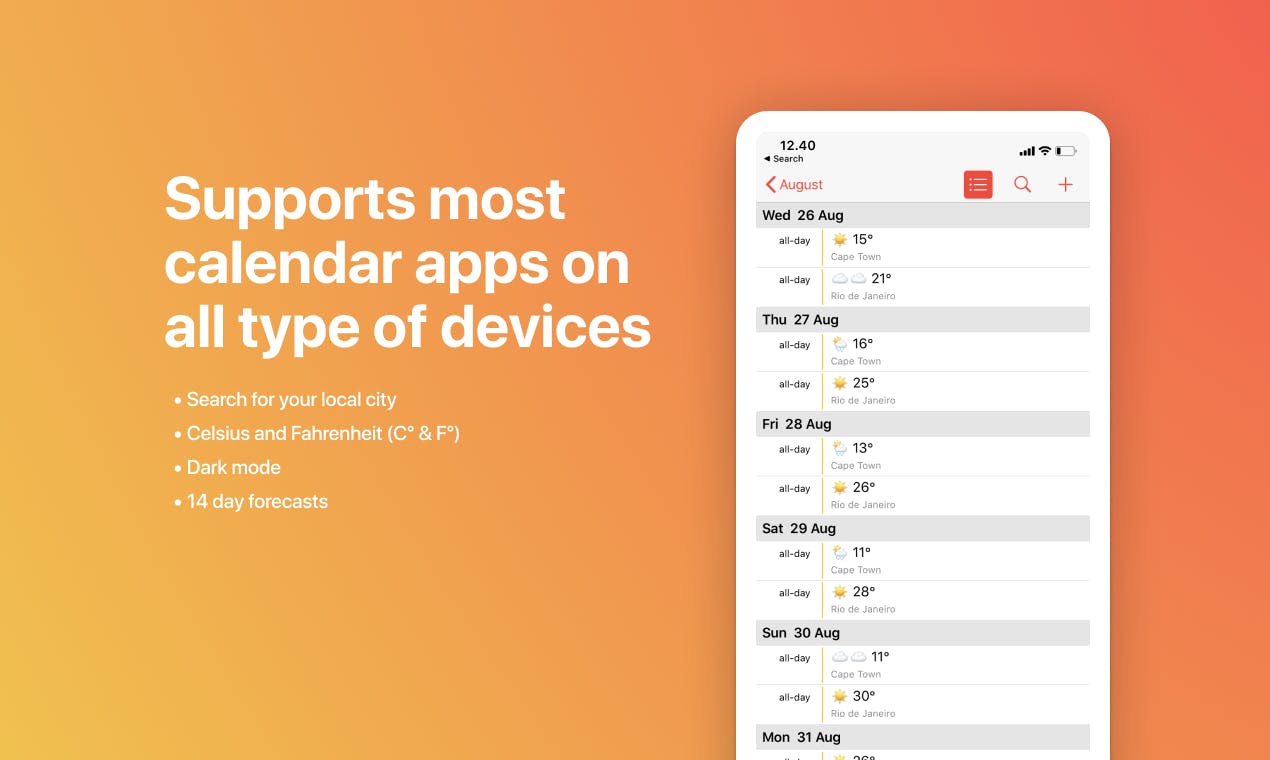 Supports most
calendar apps on
all type of devices
• Search for your local city
• Celsius and Fahrenheit (C° & F°)
• Dark mode
• 14 day forecasts
12.40
◀ Search
August
Wed 26 Aug
all-day 15°
Cape Town
all-day 21°
Rio de Janeiro
Thu 27 Aug
all-day 16°
Cape Town
all-day 25°
Rio de Janeiro
Fri 28 Aug
all-day 13°
Cape Town
all-day 26°
Rio de Janeiro
Sat 29 Aug
all-day 11°
Cape Town
all-day 28°
Rio de Janeiro
Sun 30 Aug
all-day 11°
Cape Town
all-day 30°
Rio de Janeiro
Mon 31 Aug